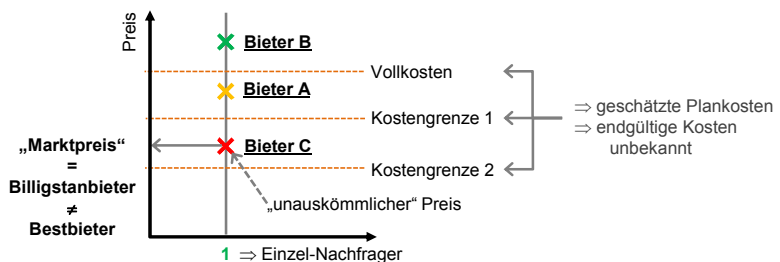 Preis
Bieter B
Vollkosten
Bieter A
Kostengrenze 1
⇒ geschätzte Plankosten
⇒ endgültige Kosten
unbekannt
„Marktpreis“
=
Billigstanbieter
≠
Bestbieter
Bieter C
Kostengrenze 2
„unauskömmlicher“ Preis
1 ⇒ Einzel-Nachfrager